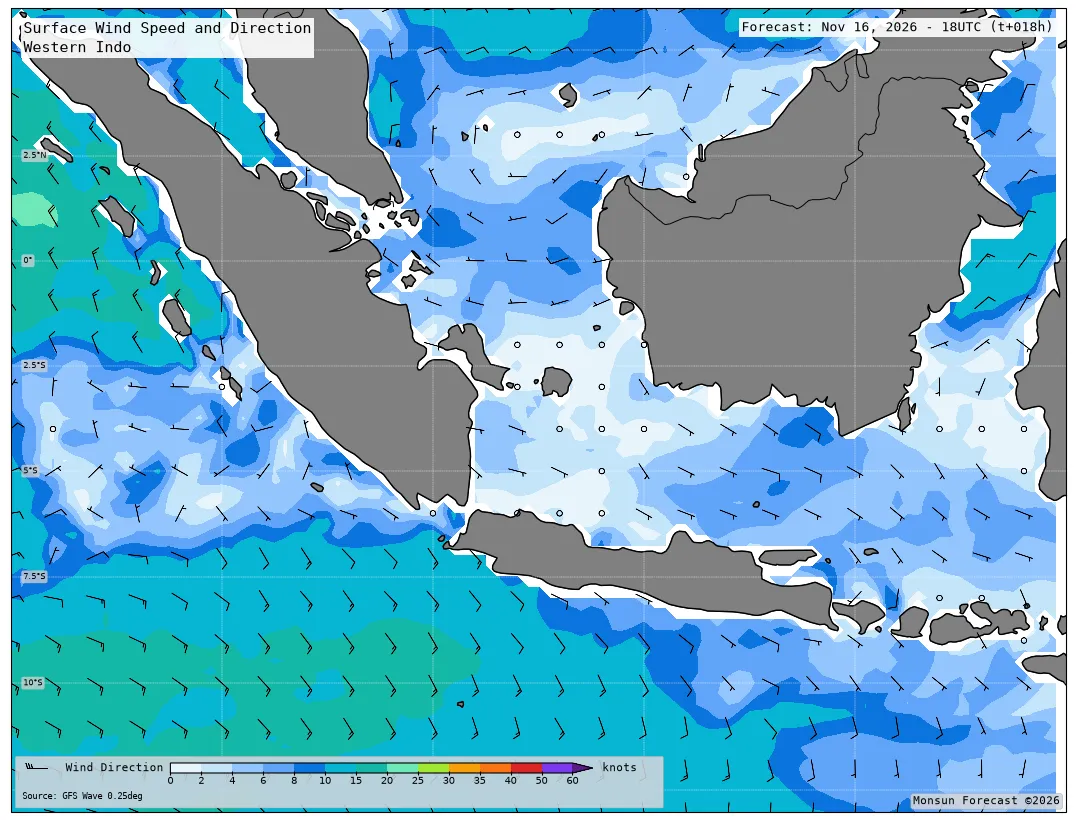 Surface Wind Speed and Direction
Western Indo
Forecast: Nov 16, 2026 - 18UTC (t+018h)
2.5°N
0°
2.5°S
5°S
7.5°S
10°S
Wind Direction
knots
0 2 4 6 8 10 15 20 25 30 35 40 50 60
Source: GFS Wave 0.25deg
Monsun Forecast ©2026